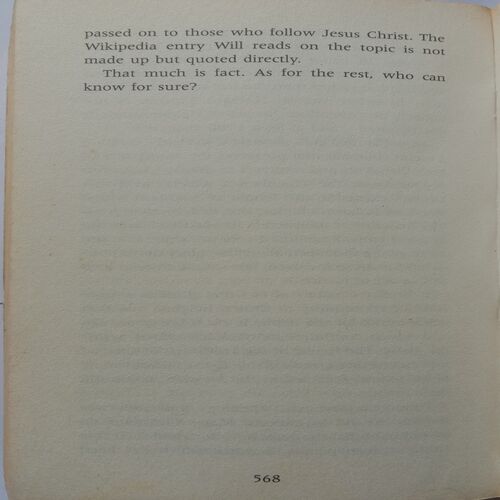 passed on to those who follow Jesus Christ. The
Wikipedia entry Will reads on the topic is not
made up but quoted directly.
That much is fact. As for the rest, who can
know for sure?
568